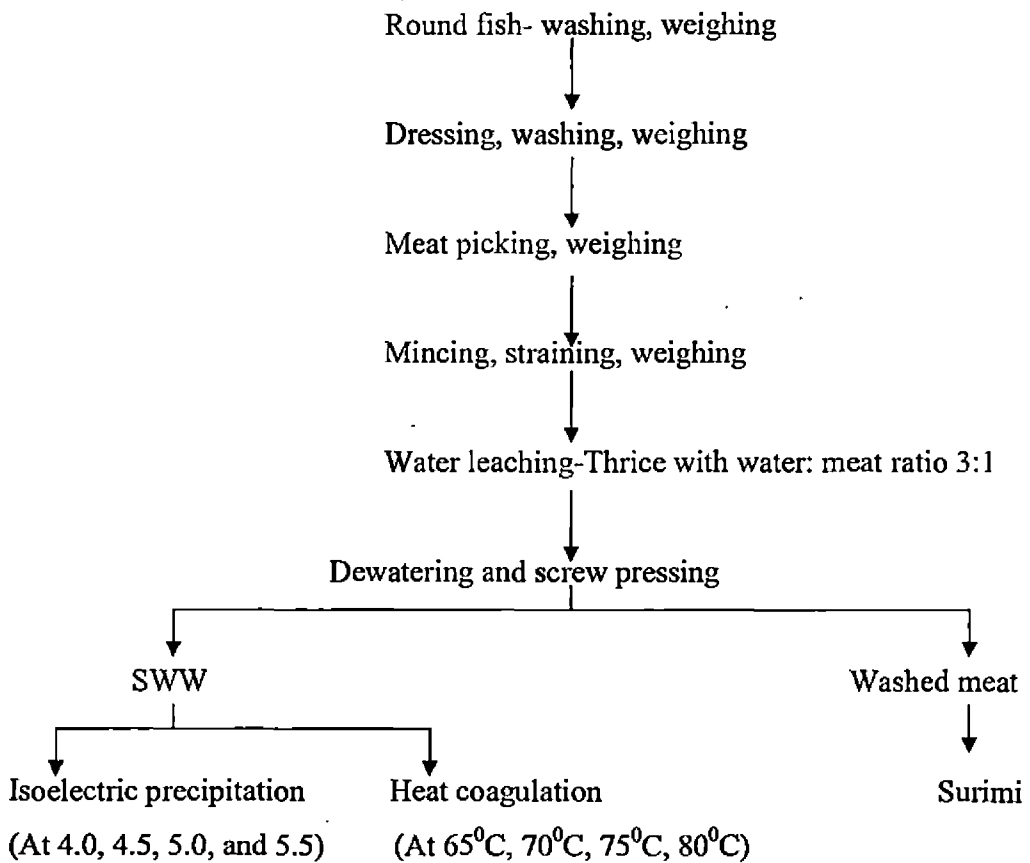 Round fish- washing, weighing
Dressing, washing, weighing
Meat picking, weighing
Mincing, straining, weighing
Water leaching-Thrice with water: meat ratio 3:1
Dewatering and screw pressing
SWW
Washed meat
Isoelectric precipitation
Heat coagulation
Surimi
(At 4.0, 4.5, 5.0, and 5.5)
(At 65⁰C, 70⁰C, 75⁰C, 80⁰C)